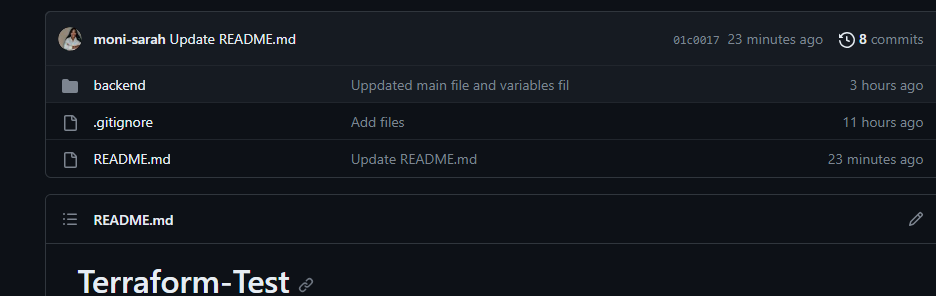 moni-sarah Update README.md 01c0017 23 minutes ago 8 commits
backend Uppdated main file and variables fil 3 hours ago
.gitignore Add files 11 hours ago
README.md Update README.md 23 minutes ago
README.md
Terraform-Test